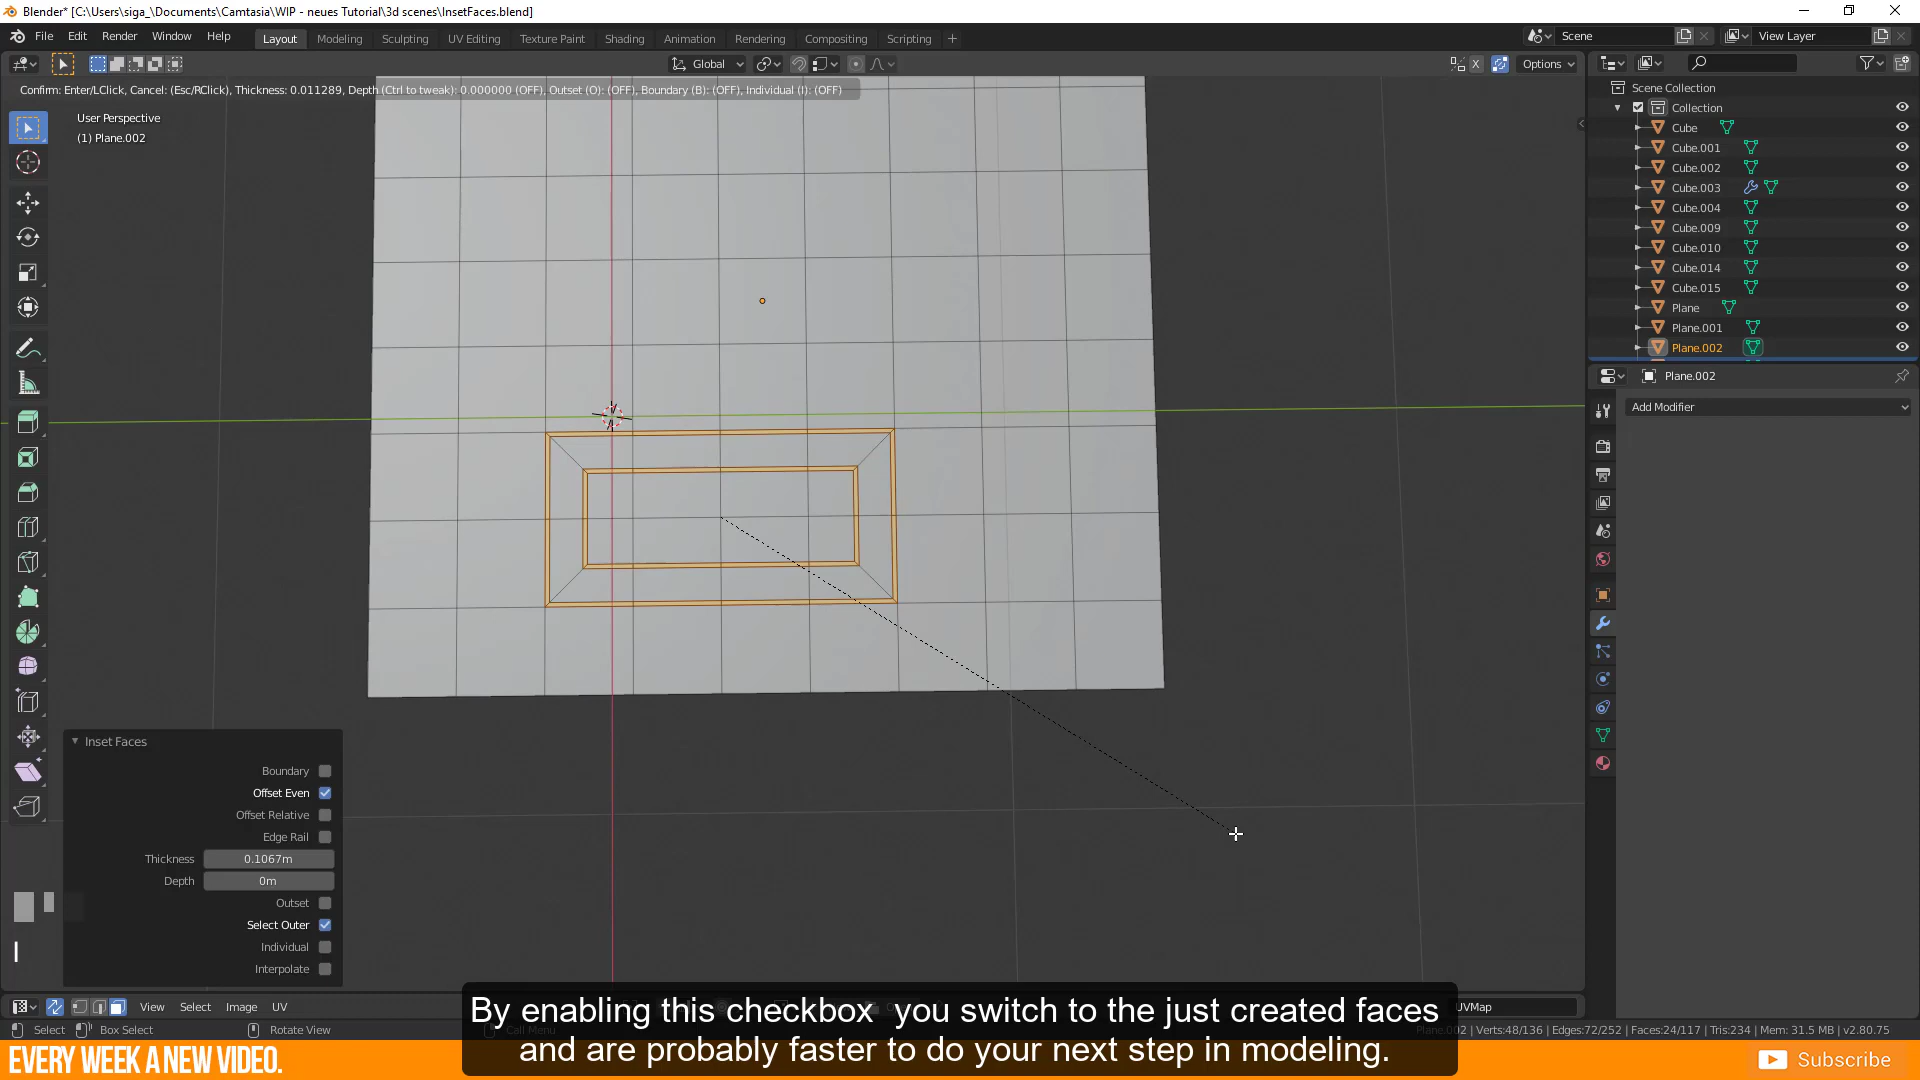 Blender* [C:\Users\siga_\Documents\Camtasia\WIP - neues Tutorial\3d scenes\InsetFaces.blend]
File Edit Render Window Help
Layout Modeling Sculpting UV Editing Texture Paint Shading Animation Rendering Compositing Scripting +
Scene
View Layer
Global
X
Options
Confirm: Enter/LClick, Cancel: (Esc/RClick), Thickness: 0.011289, Depth (Ctrl to tweak): 0.000000 (OFF), Outset (O): (OFF), Boundary (B): (OFF), Individual (I): (OFF)
User Perspective
(1) Plane.002
Scene Collection
Collection
Cube
Cube.001
Cube.002
Cube.003
Cube.004
Cube.009
Cube.010
Cube.014
Cube.015
Plane
Plane.001
Plane.002
Plane.002
Add Modifier
Inset Faces
Boundary
Offset Even
Offset Relative
Edge Rail
Thickness 0.1067m
Depth 0m
Outset
Select Outer
Individual
Interpolate
I
View Select Image UV
UVMap
Select Box Select Rotate View Call Menu
Plane.002 | Verts:48/136 | Edges:72/252 | Faces:24/117 | Tris:234 | Mem: 31.5 MB | v2.80.75
By enabling this checkbox you switch to the just created faces
and are probably faster to do your next step in modeling.
EVERY WEEK A NEW VIDEO.
Subscribe